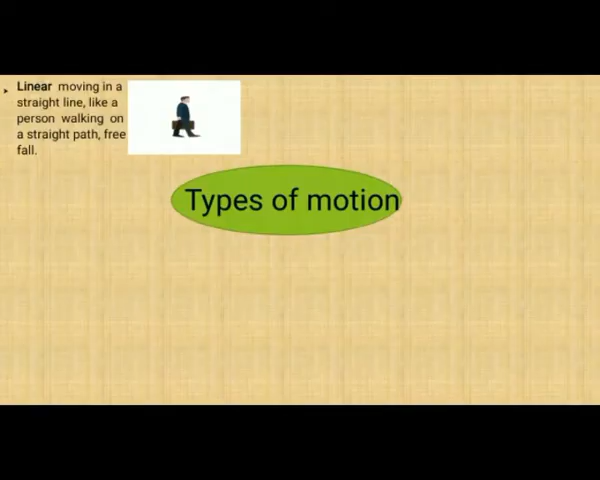 Linear moving in a
straight line, like a
person walking on
a straight path, free
fall.
Types of motion